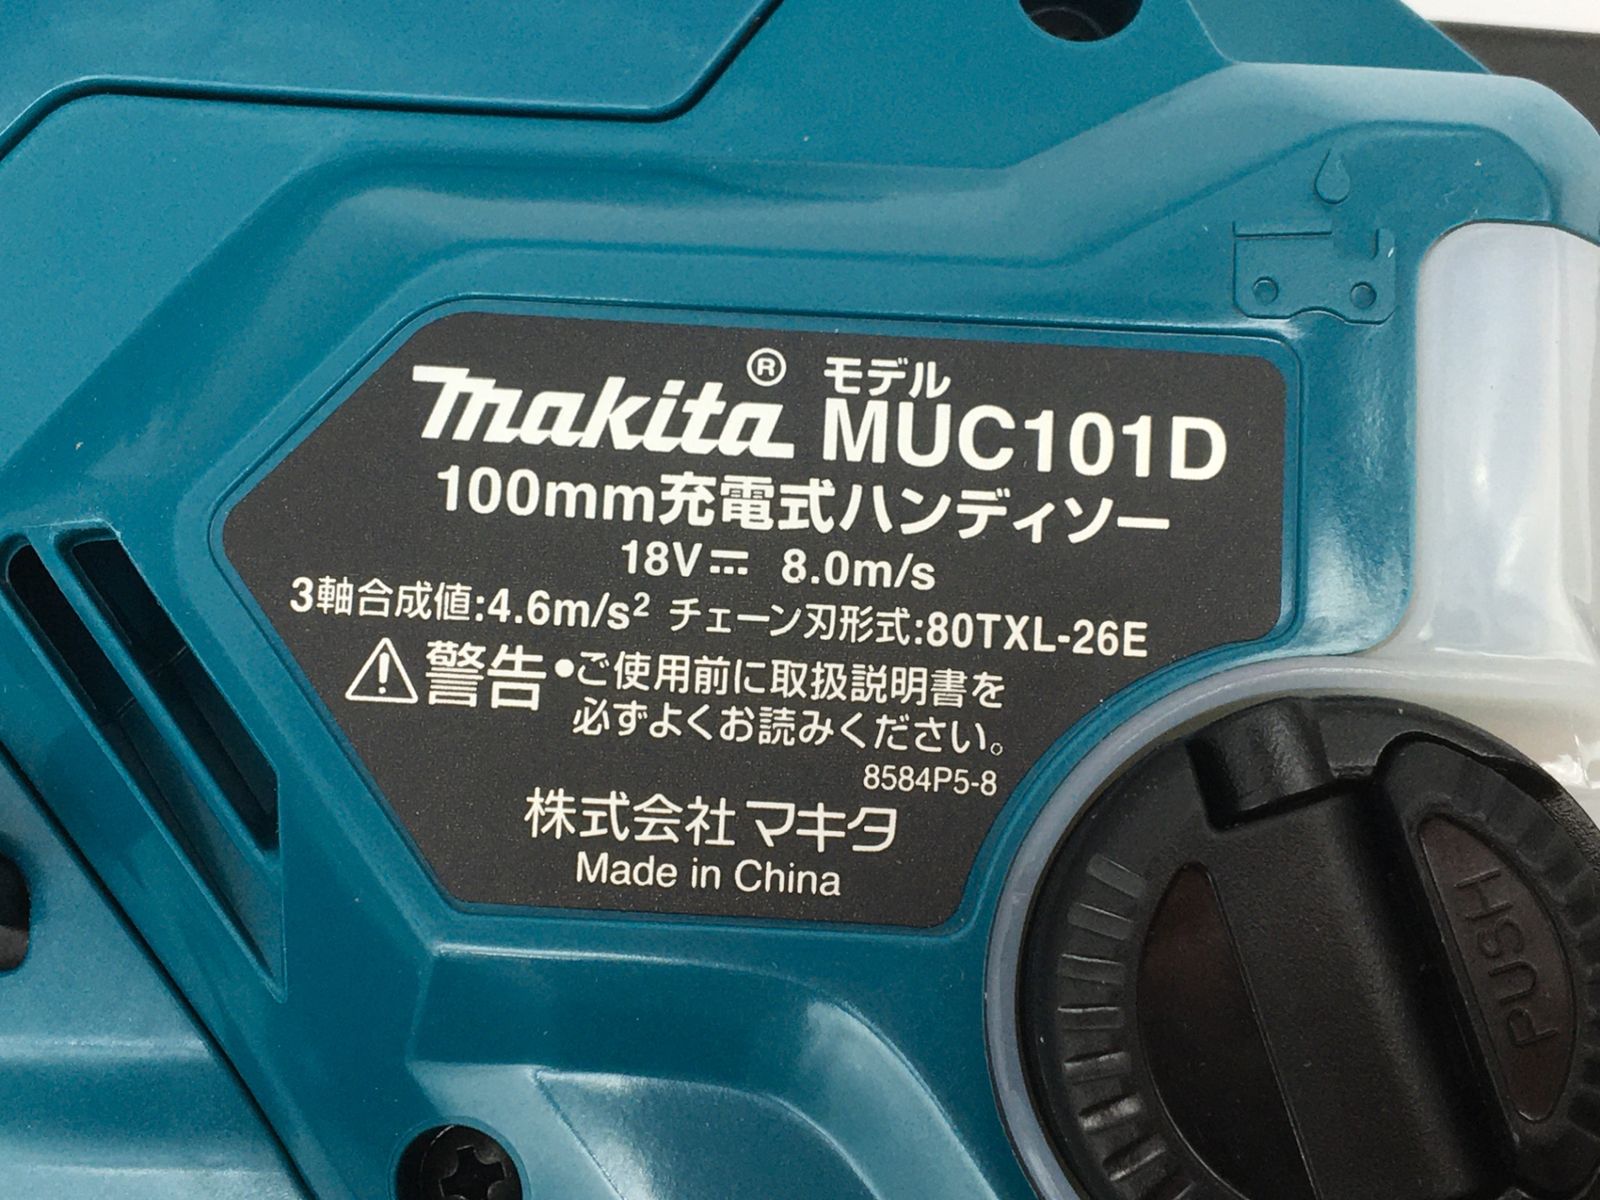 makita® モデル MUC101D
100mm充電式ハンディソー
18V⎓ 8.0m/s
3軸合成値:4.6m/s² チェーン刃形式:80TXL-26E
⚠警告 •ご使用前に取扱説明書を
必ずよくお読みください。
8584P5-8
株式会社マキタ
Made in China
PUSH